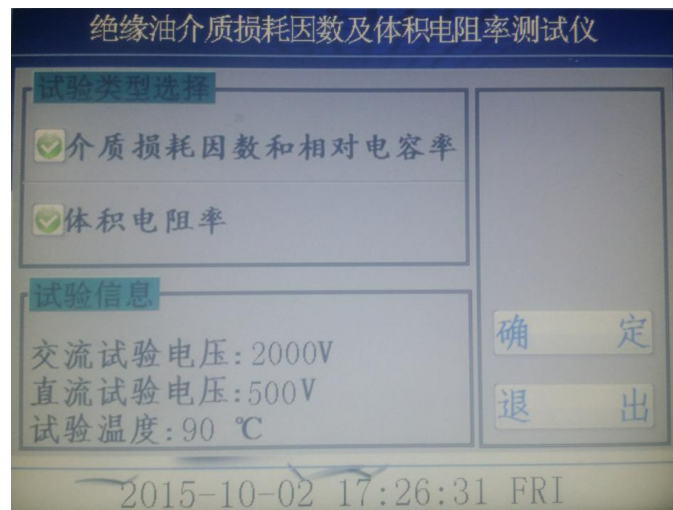 绝缘油介质损耗因数及体积电阻率测试仪
试验类型选择
介质损耗因数和相对电容率
体积电阻率
试验信息
交流试验电压:2000V
直流试验电压:500V
试验温度:90 ℃
确 定
退 出
2015-10-02 17:26:31 FRI